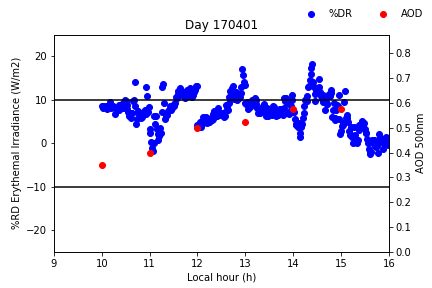 %DR AOD
Day 170401
%RD Erythemal Irradiance (W/m2)
20
10
0
−10
−20
0.8
0.7
0.6
0.5
0.4
0.3
0.2
0.1
0.0
AOD 500nm
9 10 11 12 13 14 15 16
Local hour (h)